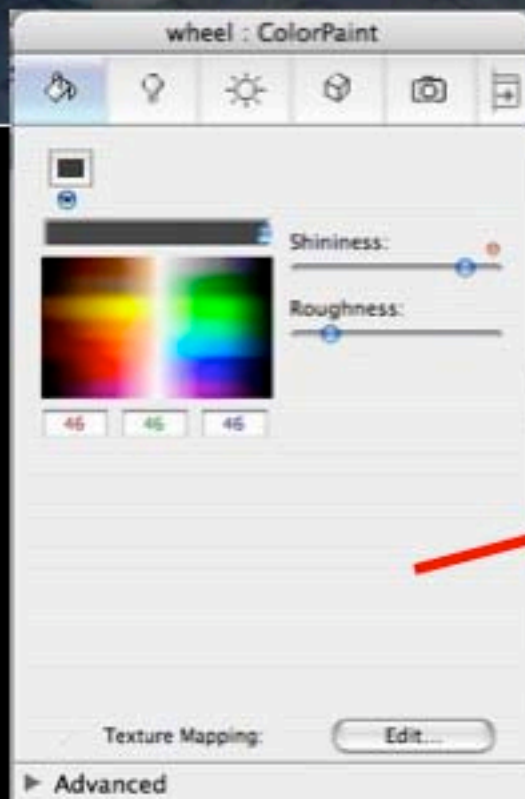 wheel : ColorPaint
Shininess:
Roughness:
46 46 46
Texture Mapping: Edit...
Advanced